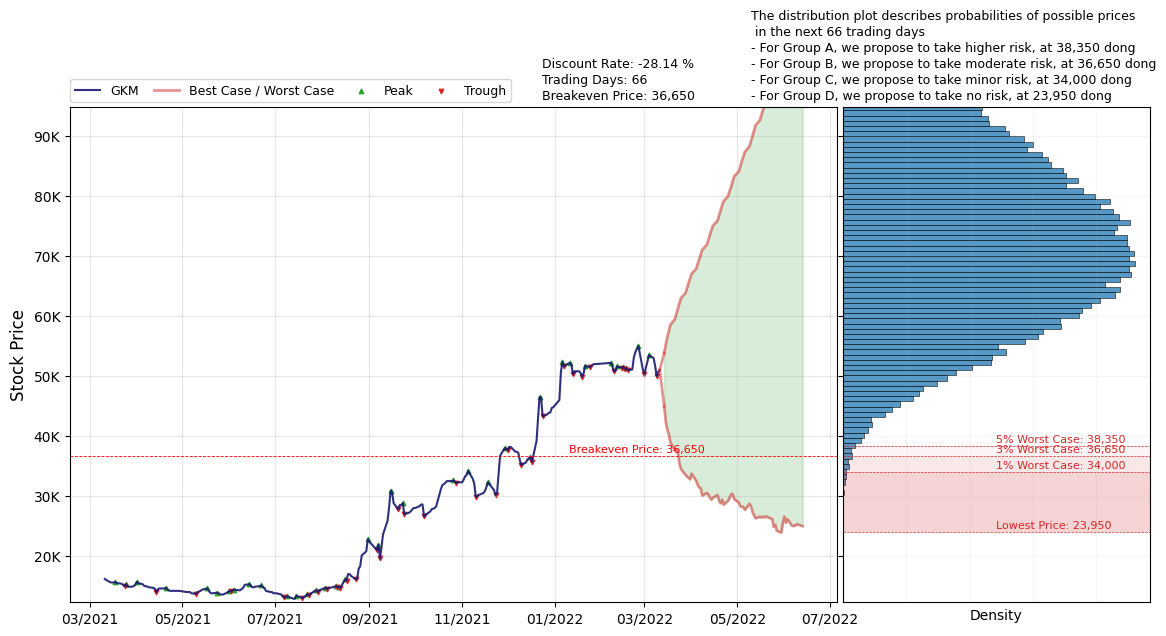 The distribution plot describes probabilities of possible prices
in the next 66 trading days
- For Group A, we propose to take higher risk, at 38,350 dong
- For Group B, we propose to take moderate risk, at 36,650 dong
- For Group C, we propose to take minor risk, at 34,000 dong
- For Group D, we propose to take no risk, at 23,950 dong
Discount Rate: -28.14 %
Trading Days: 66
Breakeven Price: 36,650
GKM
Best Case / Worst Case
Peak
Trough
Stock Price
90K
80K
70K
60K
50K
40K
30K
20K
Breakeven Price: 36,650
5% Worst Case: 38,350
3% Worst Case: 36,650
1% Worst Case: 34,000
Lowest Price: 23,950
03/2021
05/2021
07/2021
09/2021
11/2021
01/2022
03/2022
05/2022
07/2022
Density